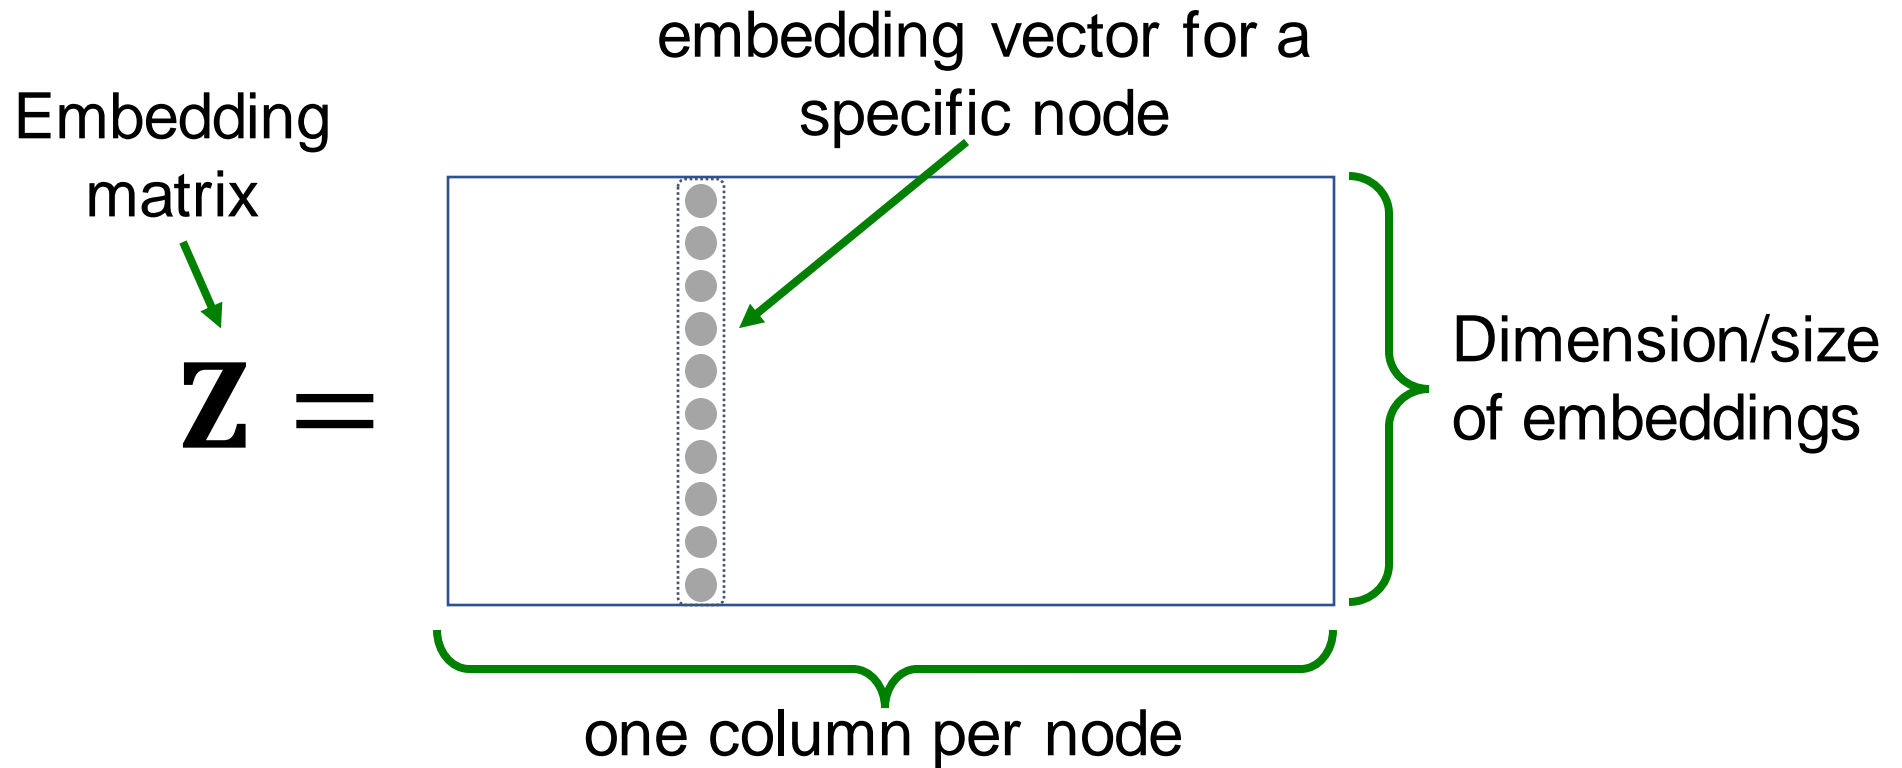 embedding vector for a
specific node
Embedding
matrix
Z =
Dimension/size
of embeddings
one column per node